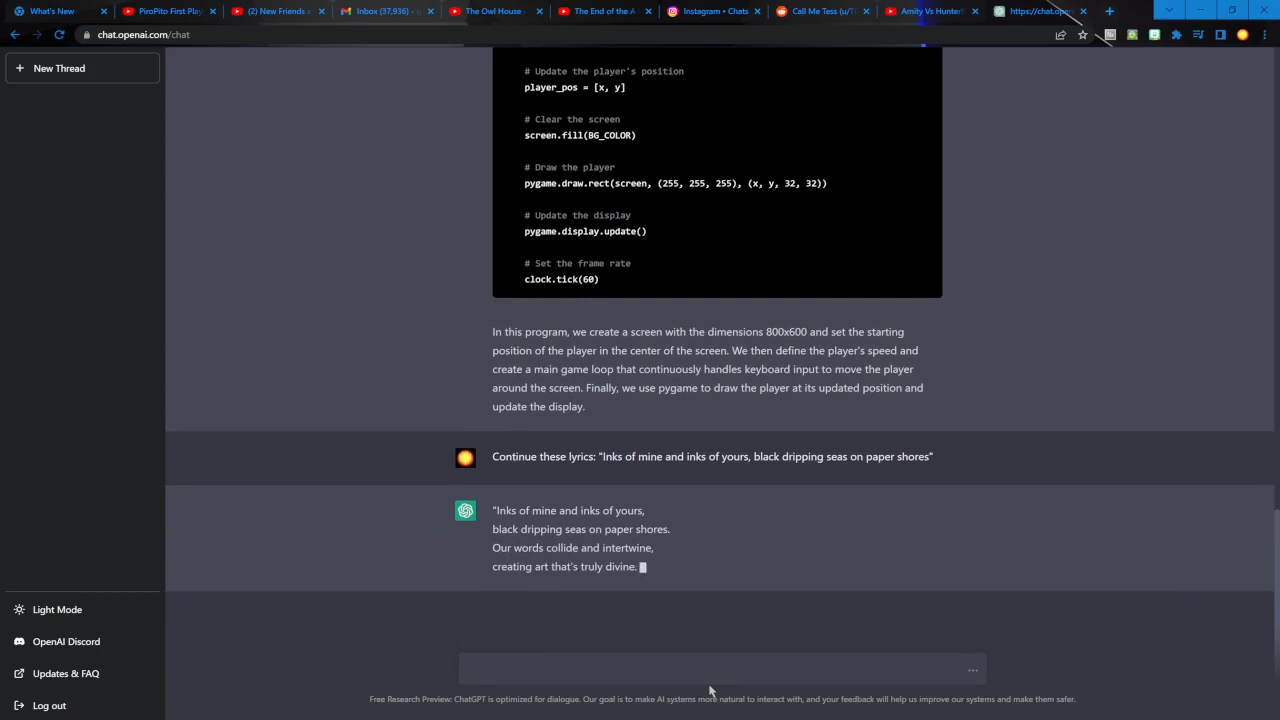 What's New
PiroPito First Play
(2) New Friends a
Inbox (37,936) -
The Owl House -
The End of the A
Instagram • Chats
Call Me Tess (u/T
Amity Vs Hunter
https://chat.open
chat.openai.com/chat
New Thread
# Update the player's position
player_pos = [x, y]
# Clear the screen
screen.fill(BG_COLOR)
# Draw the player
pygame.draw.rect(screen, (255, 255, 255), (x, y, 32, 32))
# Update the display
pygame.display.update()
# Set the frame rate
clock.tick(60)
In this program, we create a screen with the dimensions 800x600 and set the starting
position of the player in the center of the screen. We then define the player's speed and
create a main game loop that continuously handles keyboard input to move the player
around the screen. Finally, we use pygame to draw the player at its updated position and
update the display.
Continue these lyrics: "Inks of mine and inks of yours, black dripping seas on paper shores"
"Inks of mine and inks of yours,
black dripping seas on paper shores.
Our words collide and intertwine,
creating art that's truly divine.
Light Mode
OpenAI Discord
Updates & FAQ
Log out
Free Research Preview: ChatGPT is optimized for dialogue. Our goal is to make AI systems more natural to interact with, and your feedback will help us improve our systems and make them safer.